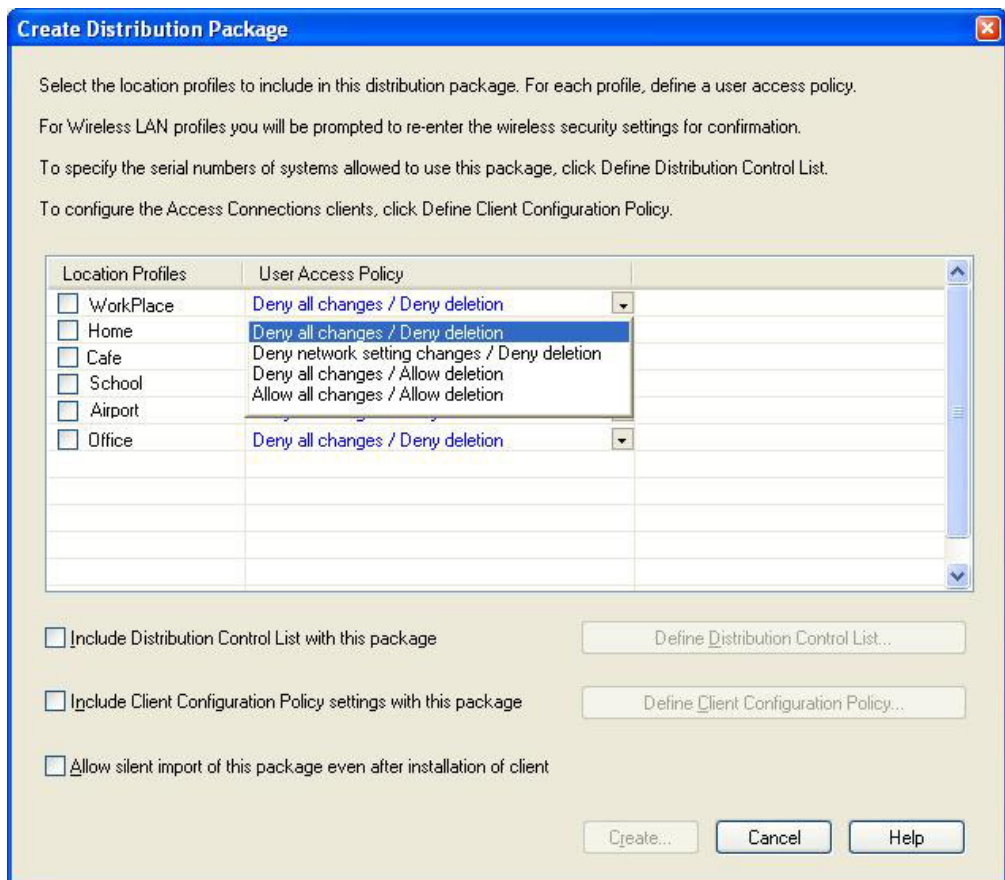 Create Distribution Package
Select the location profiles to include in this distribution package. For each profile, define a user access policy.
For Wireless LAN profiles you will be prompted to re-enter the wireless security settings for confirmation.
To specify the serial numbers of systems allowed to use this package, click Define Distribution Control List.
To configure the Access Connections clients, click Define Client Configuration Policy.
Location Profiles User Access Policy
WorkPlace Deny all changes / Deny deletion
Home Deny all changes / Deny deletion
Cafe Deny network setting changes / Deny deletion
School Deny all changes / Allow deletion
Allow all changes / Allow deletion
Airport
Office Deny all changes / Deny deletion
Include Distribution Control List with this package Define Distribution Control List...
Include Client Configuration Policy settings with this package Define Client Configuration Policy...
Allow silent import of this package even after installation of client
Create... Cancel Help